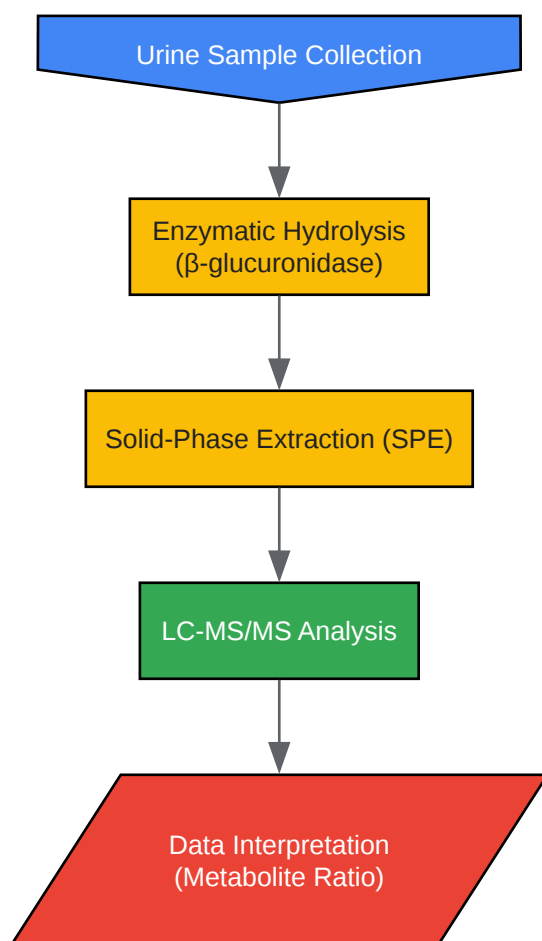 Urine Sample Collection
Enzymatic Hydrolysis
(β-glucuronidase)
Solid-Phase Extraction (SPE)
LC-MS/MS Analysis
Data Interpretation
(Metabolite Ratio)